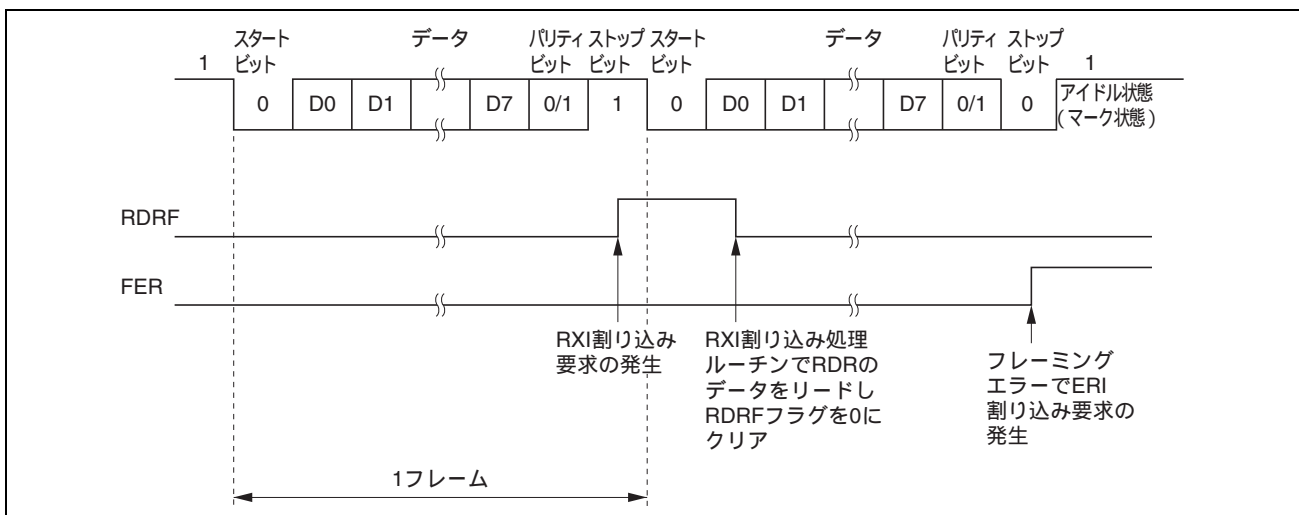 スタート データ パリティ ストップ スタート データ パリティ ストップ
1 ビット ビット ビット ビット ビット ビット 1
0 D0 D1 D7 0/1 1 0 D0 D1 D7 0/1 0 アイドル状態
(マーク状態)
RDRF
FER
RXI割り込み
要求の発生
RXI割り込み処理
ルーチンでRDRの
データをリードし
RDRFフラグを0に
クリア
フレーミング
エラーでERI
割り込み要求の
発生
1フレーム